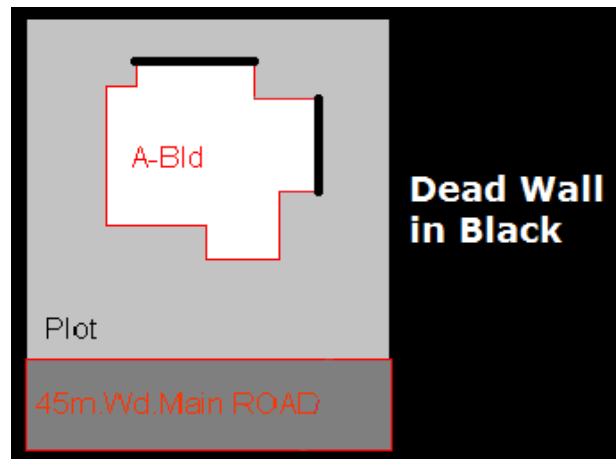 A-Bld
Dead Wall
in Black
Plot
45m.Wd.Main ROAD